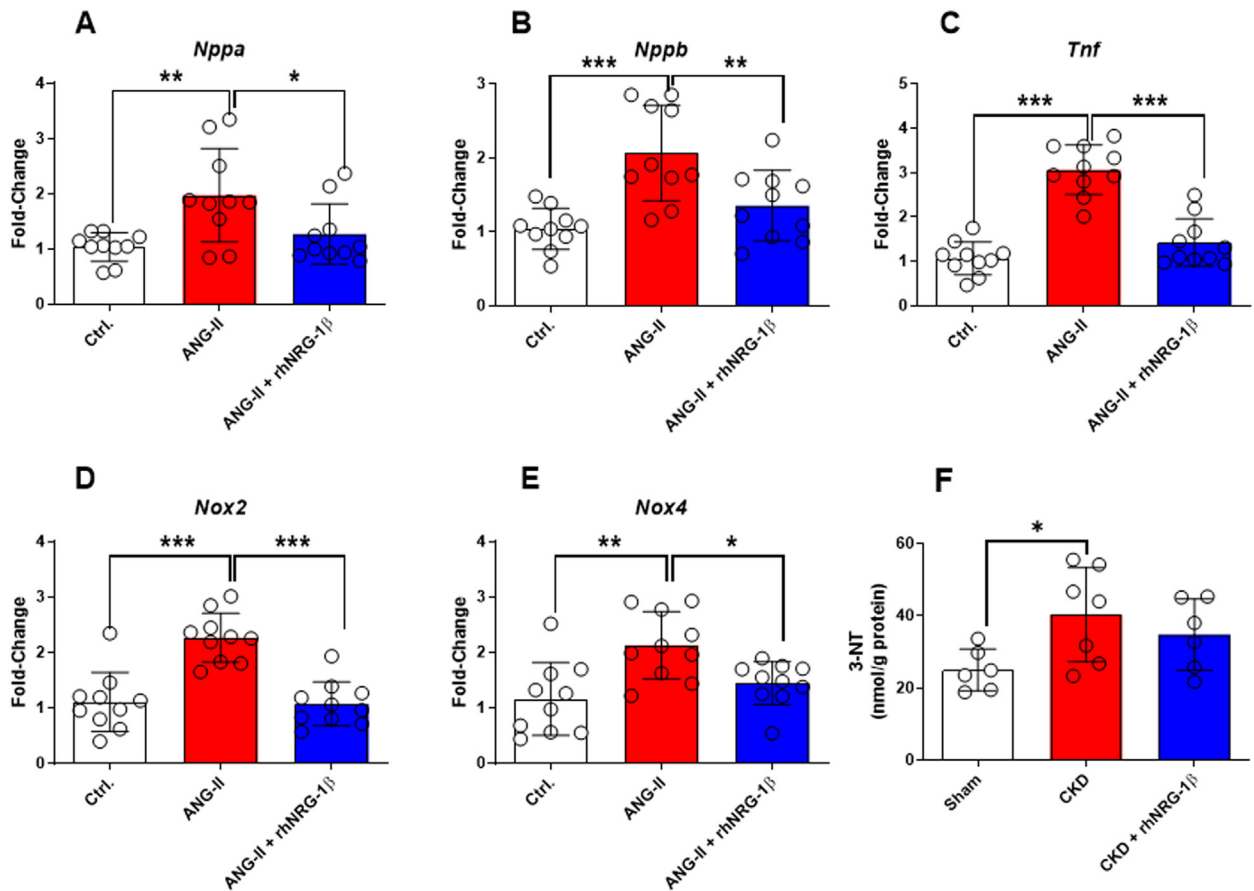 A
Nppa
Fold-Change
4
3
2
1
0
**
*
Ctrl.
ANG-II
ANG-II + rhNRG-1β
B
Nppb
Fold-Change
3
2
1
0
***
**
Ctrl.
ANG-II
ANG-II + rhNRG-1β
C
Tnf
Fold-Change
5
4
3
2
1
0
***
***
Ctrl.
ANG-II
ANG-II + rhNRG-1β
D
Nox2
Fold-Change
4
3
2
1
0
***
***
Ctrl.
ANG-II
ANG-II + rhNRG-1β
E
Nox4
Fold-Change
4
3
2
1
0
**
*
Ctrl.
ANG-II
ANG-II + rhNRG-1β
F
3-NT
(nmol/g protein)
60
40
20
0
*
Sham
CKD
CKD + rhNRG-1β